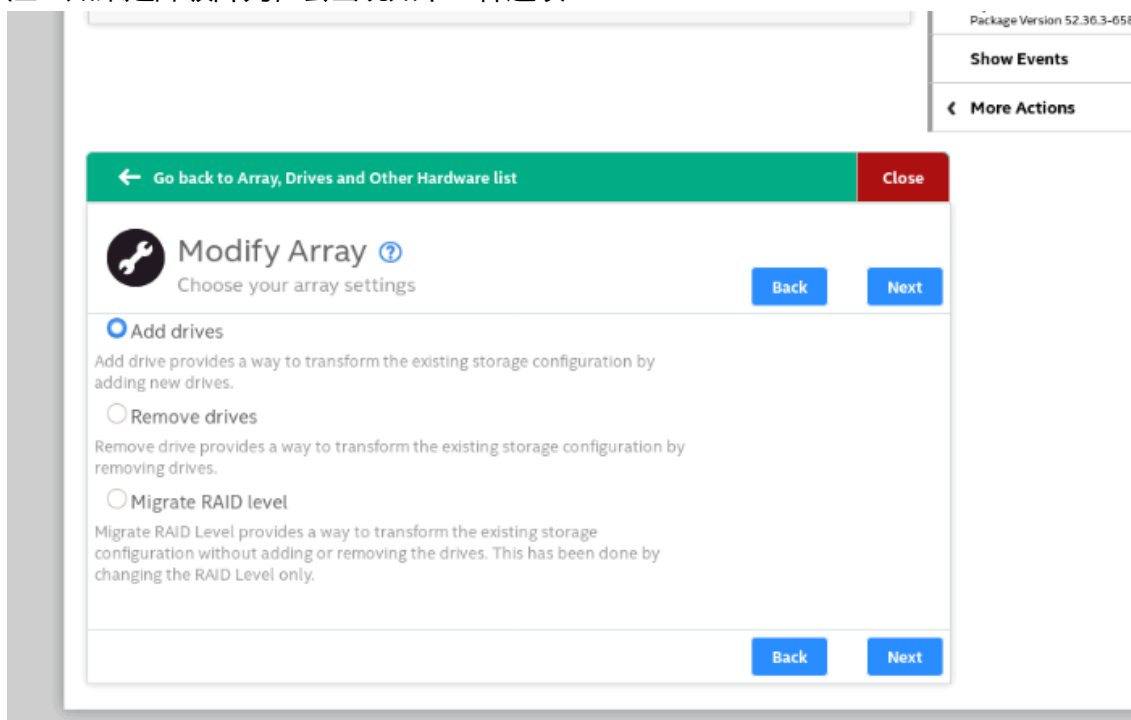 Package Version 52.36.3-658
Show Events
More Actions
Go back to Array, Drives and Other Hardware list
Close
Modify Array
Choose your array settings
Back
Next
Add drives
Add drive provides a way to transform the existing storage configuration by
adding new drives.
Remove drives
Remove drive provides a way to transform the existing storage configuration by
removing drives.
Migrate RAID level
Migrate RAID Level provides a way to transform the existing storage
configuration without adding or removing the drives. This has been done by
changing the RAID Level only.
Back
Next